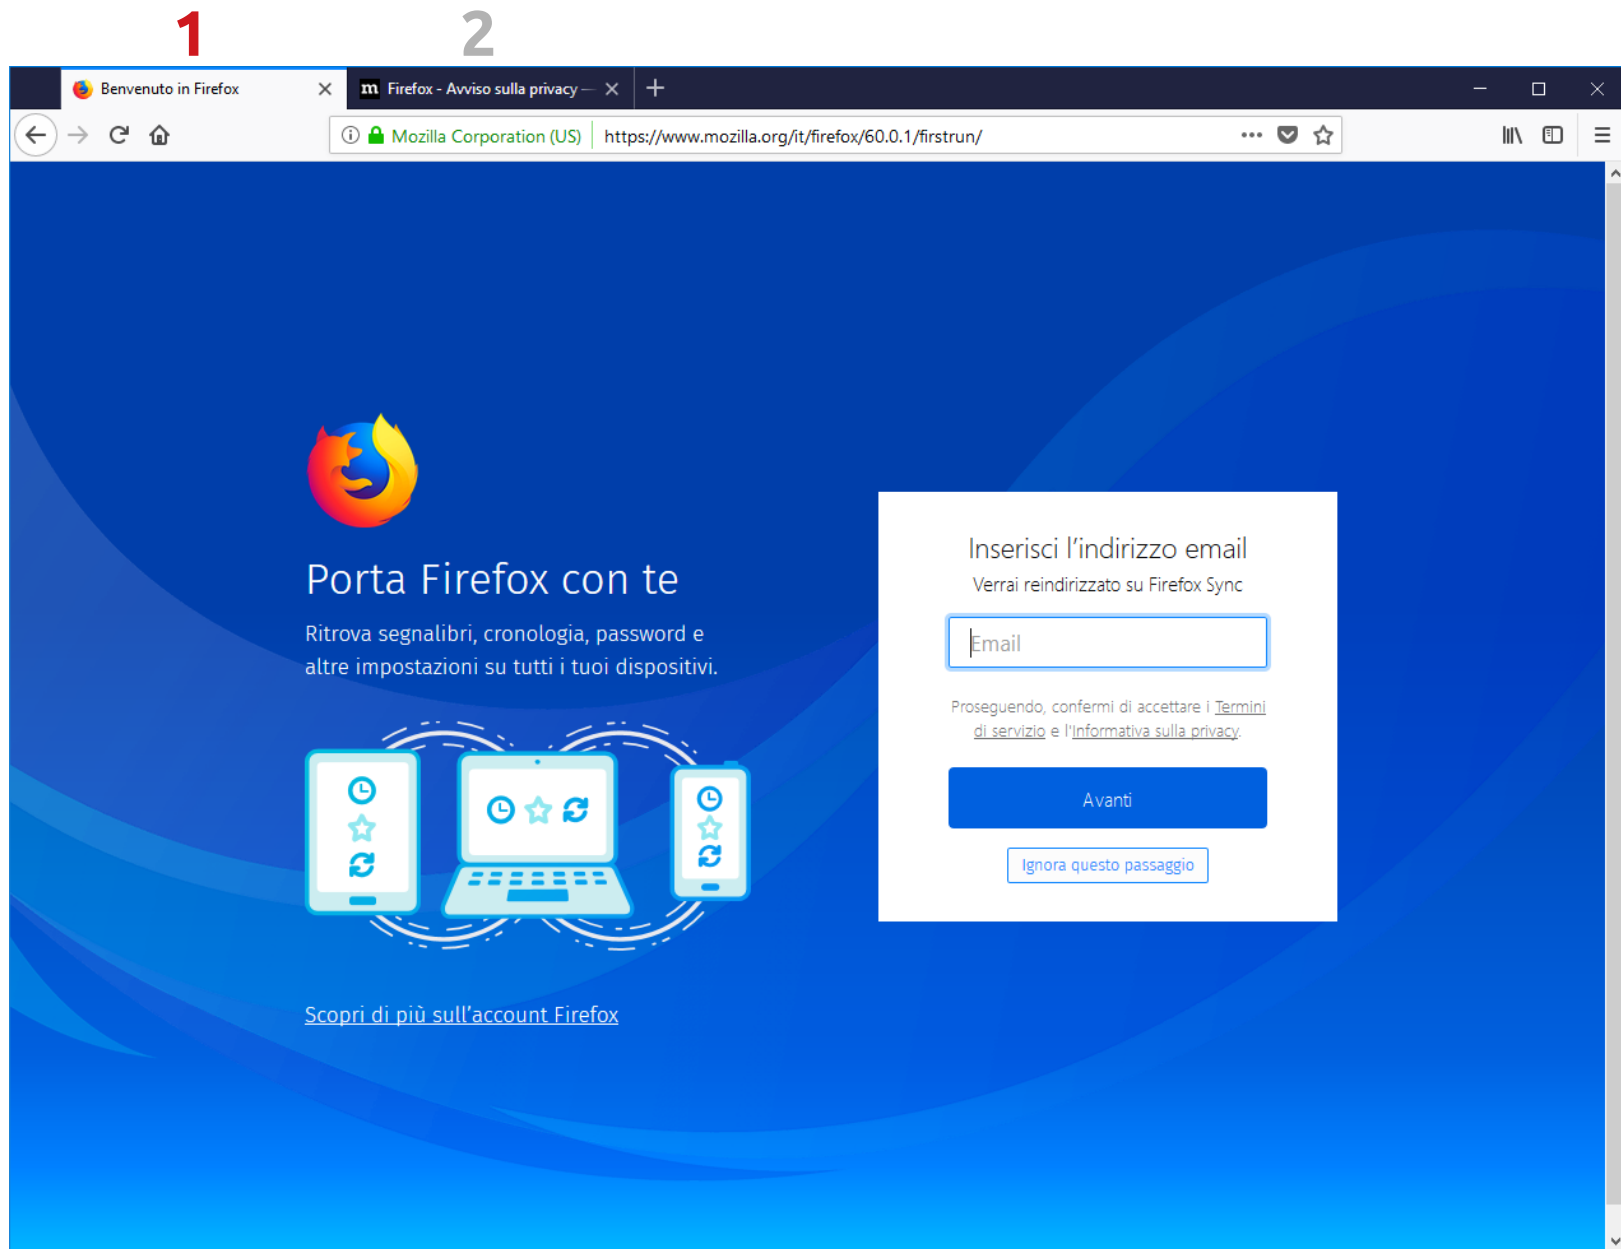 1 2
Benvenuto in Firefox
m Firefox - Avviso sulla privacy —
Mozilla Corporation (US) https://www.mozilla.org/it/firefox/60.0.1/firstrun/
Porta Firefox con te
Ritrova segnalibri, cronologia, password e
altre impostazioni su tutti i tuoi dispositivi.
Scopri di più sull’account Firefox
Inserisci l’indirizzo email
Verrai reindirizzato su Firefox Sync
Email
Proseguendo, confermi di accettare i Termini
di servizio e l'Informativa sulla privacy.
Avanti
Ignora questo passaggio